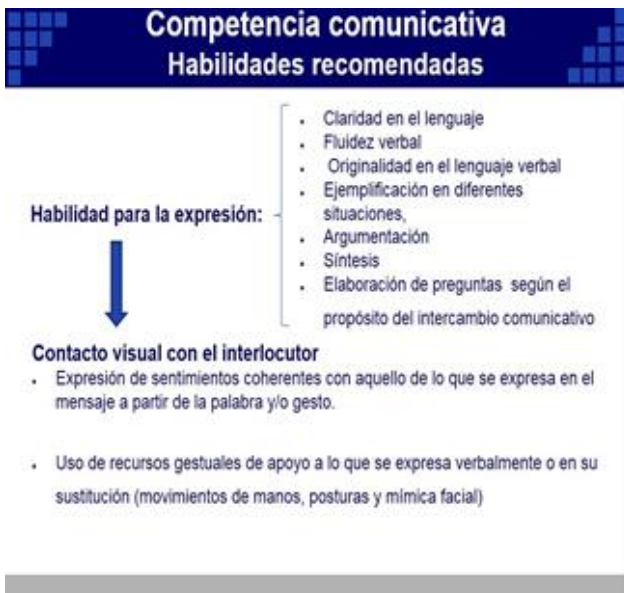 Competencia comunicativa
Habilidades recomendadas
Habilidad para la expresión:
• Claridad en el lenguaje
• Fluidez verbal
• Originalidad en el lenguaje verbal
• Ejemplificación en diferentes
situaciones,
• Argumentación
• Síntesis
• Elaboración de preguntas según el
propósito del intercambio comunicativo
Contacto visual con el interlocutor
• Expresión de sentimientos coherentes con aquello de lo que se expresa en el
mensaje a partir de la palabra y/o gesto.
• Uso de recursos gestuales de apoyo a lo que se expresa verbalmente o en su
sustitución (movimientos de manos, posturas y mímica facial)